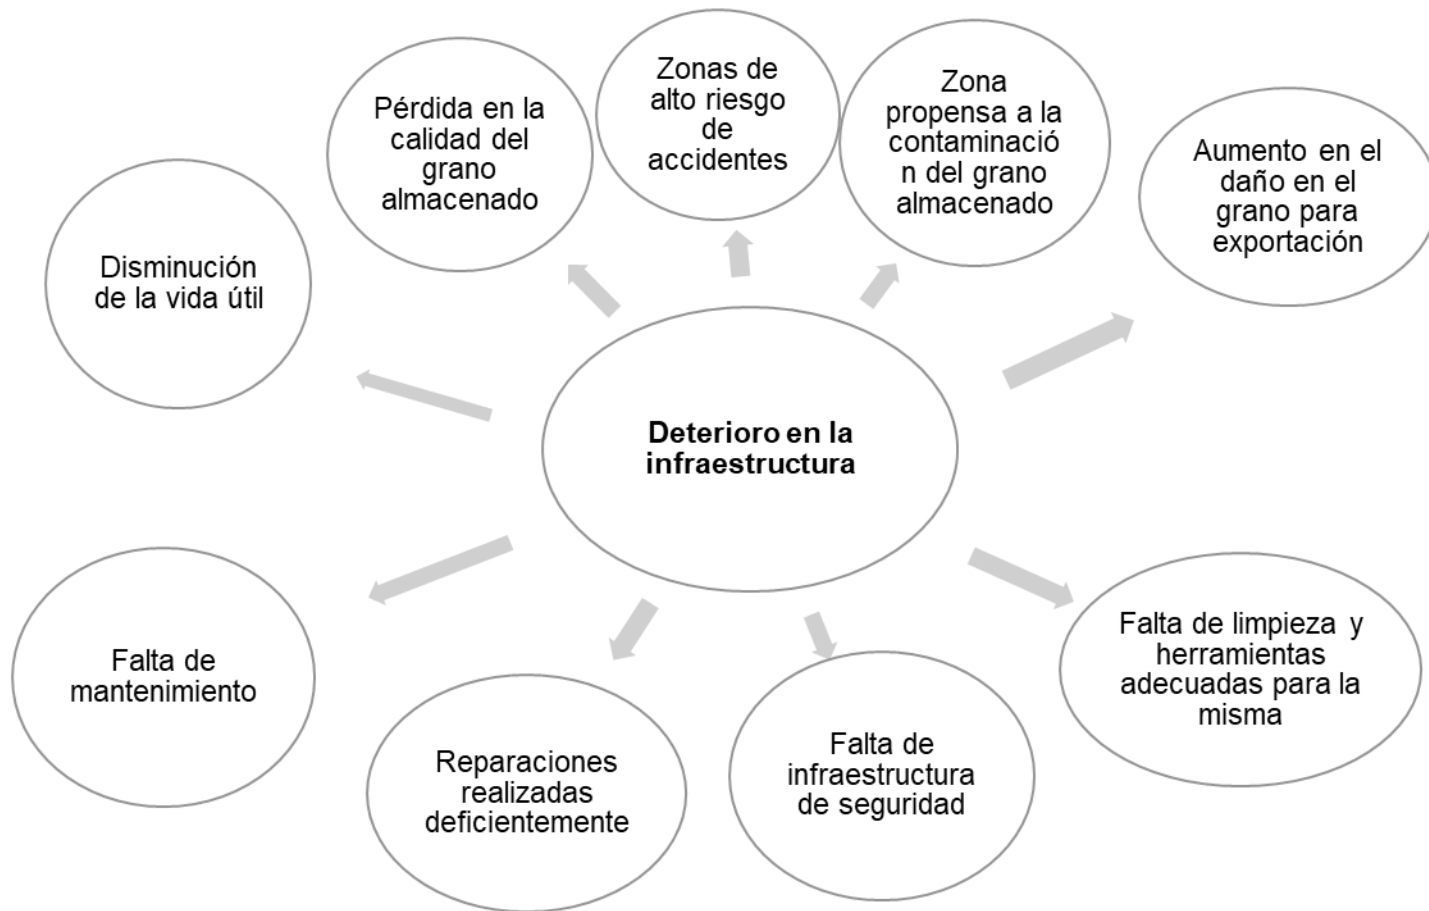 Zonas de
alto riesgo
de
accidentes
Zona
propensa a la
contaminació
n del grano
almacenado
Pérdida en la
calidad del
grano
almacenado
Aumento en el
daño en el
grano para
exportación
Disminución
de la vida útil
Deterioro en la
infraestructura
Falta de
mantenimiento
Reparaciones
realizadas
deficientemente
Falta de
infraestructura
de seguridad
Falta de limpieza y
herramientas
adecuadas para la
misma